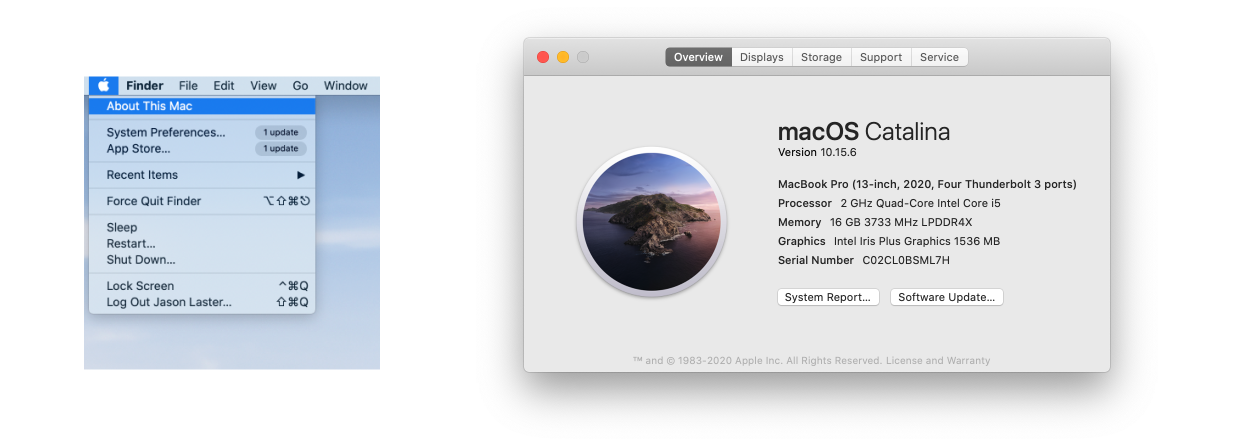 Finder File Edit View Go Window
About This Mac
System Preferences... 1 update
App Store... 1 update
Recent Items ▶
Force Quit Finder ⌥⇧⌘⎋
Sleep
Restart...
Shut Down...
Lock Screen ^⌘Q
Log Out Jason Laster... ⇧⌘Q
Overview Displays Storage Support Service
macOS Catalina
Version 10.15.6
MacBook Pro (13-inch, 2020, Four Thunderbolt 3 ports)
Processor 2 GHz Quad-Core Intel Core i5
Memory 16 GB 3733 MHz LPDDR4X
Graphics Intel Iris Plus Graphics 1536 MB
Serial Number C02CL0BSML7H
System Report... Software Update...
™ and © 1983-2020 Apple Inc. All Rights Reserved. License and Warranty